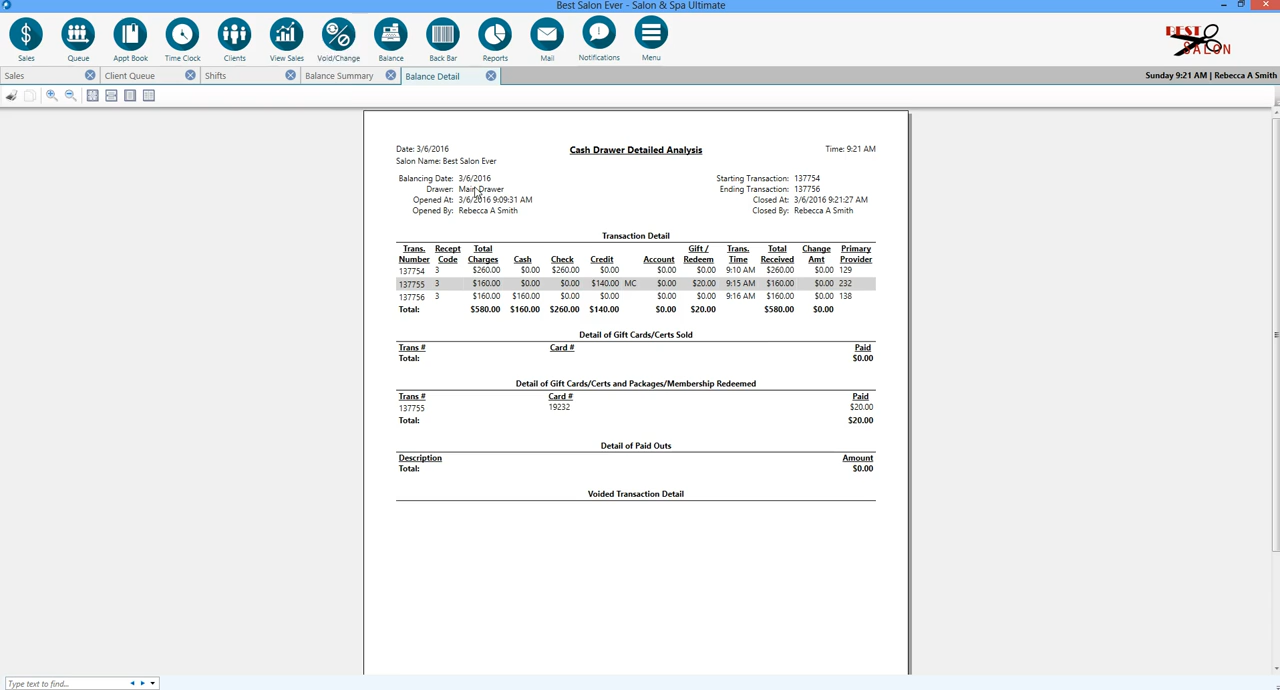 Best Salon Ever - Salon & Spa Ultimate
Sales Queue Appt Book Time Clock Clients View Sales Void/Change Balance Back Bar Reports Mail Notifications Menu
BEST SALON
Sales Client Queue Shifts Balance Summary Balance Detail Sunday 9:21 AM | Rebecca A Smith
Date: 3/6/2016 Cash Drawer Detailed Analysis Time: 9:21 AM
Salon Name: Best Salon Ever
Balancing Date: 3/6/2016 Starting Transaction: 137754
Drawer: Main Drawer Ending Transaction: 137756
Opened At: 3/6/2016 9:09:31 AM Closed At: 3/6/2016 9:21:27 AM
Opened By: Rebecca A Smith Closed By: Rebecca A Smith
Transaction Detail
Trans. Recept Total Gift / Trans. Total Change Primary
Number Code Charges Cash Check Credit Account Redeem Time Received Amt Provider
137754 3 $260.00 $0.00 $260.00 $0.00 $0.00 $0.00 9:10 AM $260.00 $0.00 129
137755 3 $160.00 $0.00 $0.00 $140.00 MC $0.00 $20.00 9:15 AM $160.00 $0.00 232
137756 3 $160.00 $160.00 $0.00 $0.00 $0.00 $0.00 9:16 AM $160.00 $0.00 138
Total: $580.00 $160.00 $260.00 $140.00 $0.00 $20.00 $580.00 $0.00
Detail of Gift Cards/Certs Sold
Trans # Card # Paid
Total: $0.00
Detail of Gift Cards/Certs and Packages/Membership Redeemed
Trans # Card # Paid
137755 19232 $20.00
Total: $20.00
Detail of Paid Outs
Description Amount
Total: $0.00
Voided Transaction Detail
Type text to find...